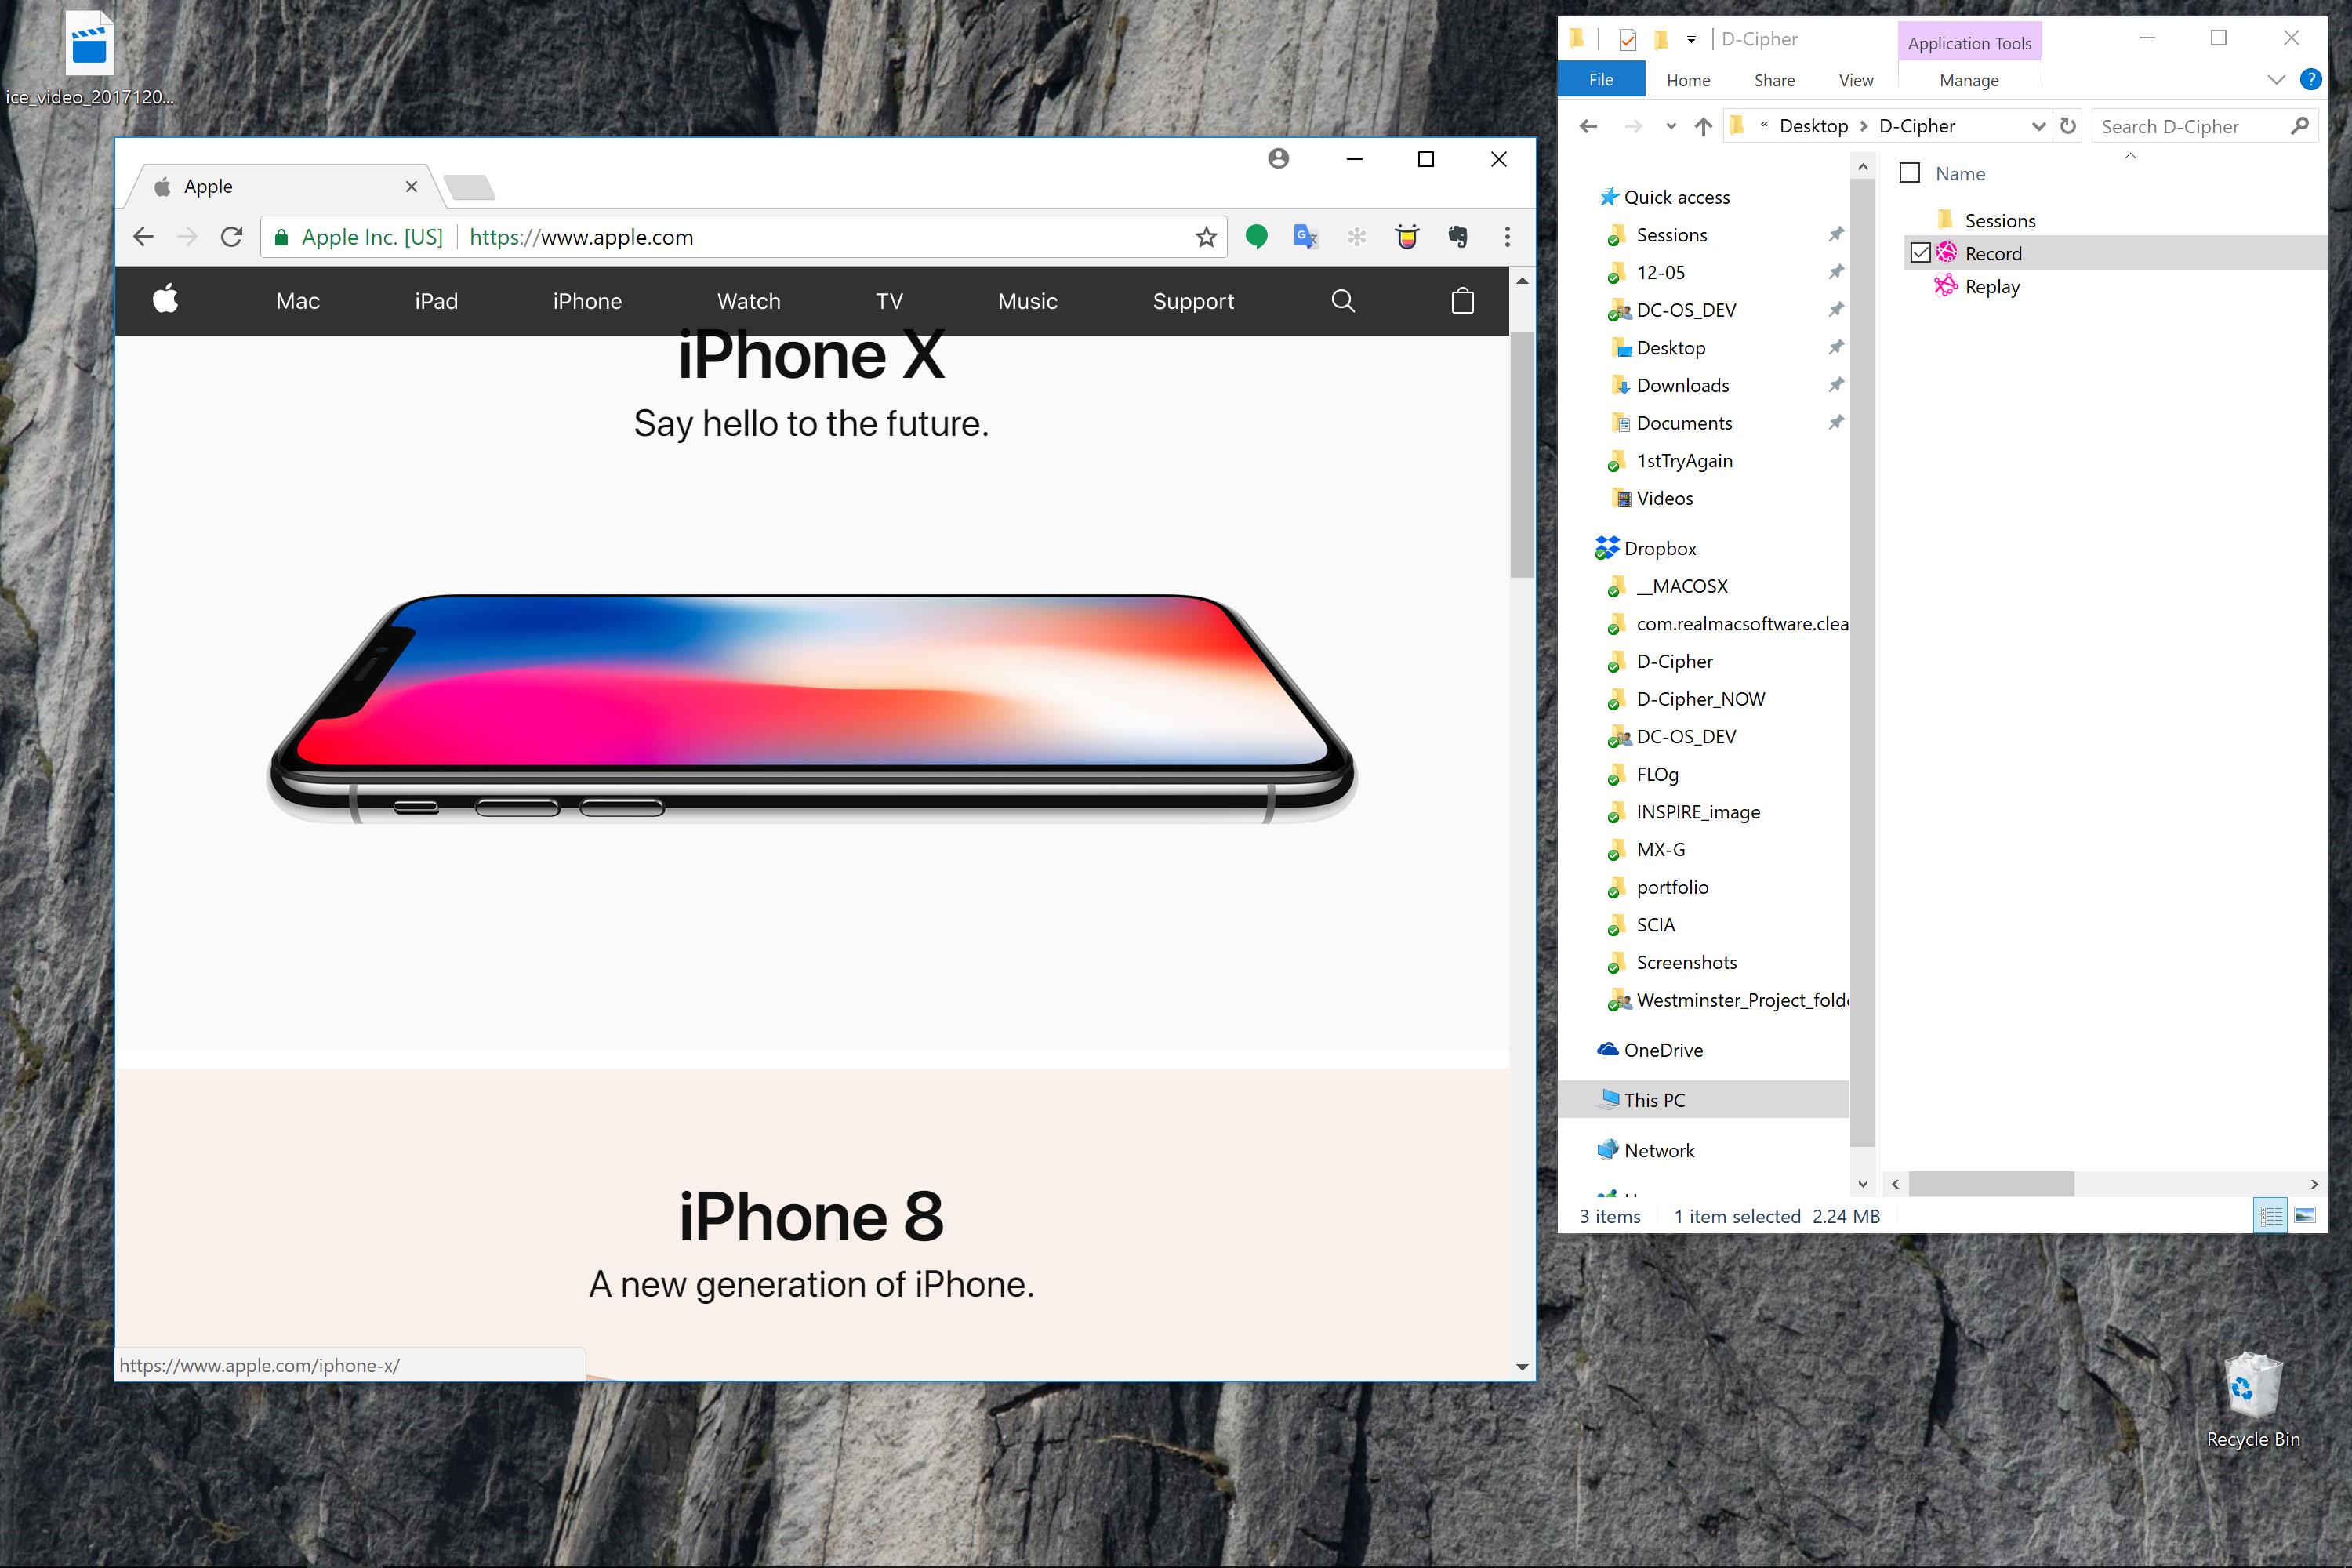 ice_video_2017120...
Apple
Apple Inc. [US] https://www.apple.com
Mac iPad iPhone Watch TV Music Support
iPhone X
Say hello to the future.
iPhone 8
A new generation of iPhone.
https://www.apple.com/iphone-x/
D-Cipher
Application Tools
File Home Share View Manage
« Desktop > D-Cipher
Search D-Cipher
Quick access
Sessions
12-05
DC-OS_DEV
Desktop
Downloads
Documents
1stTryAgain
Videos
Dropbox
__MACOSX
com.realmacsoftware.clea
D-Cipher
D-Cipher_NOW
DC-OS_DEV
FLOg
INSPIRE_image
MX-G
portfolio
SCIA
Screenshots
Westminster_Project_folde
OneDrive
This PC
Network
Name
Sessions
Record
Replay
3 items 1 item selected 2.24 MB
Recycle Bin